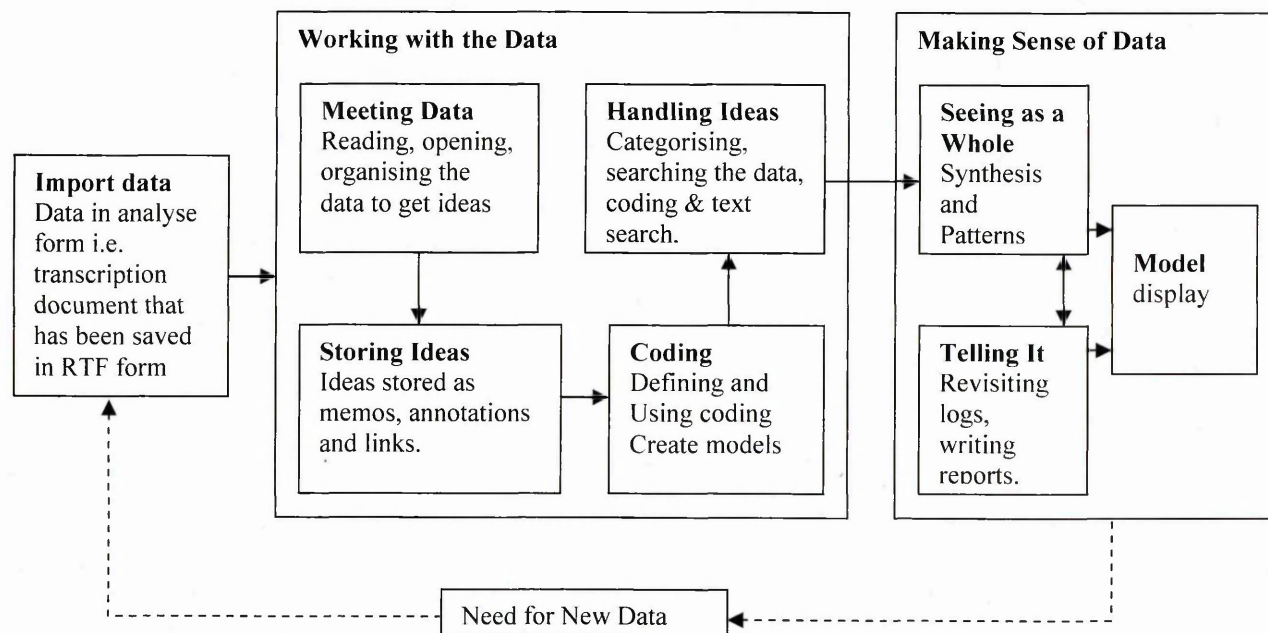 Working with the Data
Making Sense of Data
Import data
Data in analyse
form i.e.
transcription
document that
has been saved
in RTF form
Meeting Data
Reading, opening,
organising the
data to get ideas
Storing Ideas
Ideas stored as
memos, annotations
and links.
Coding
Defining and
Using coding
Create models
Handling Ideas
Categorising,
searching the data,
coding & text
search.
Seeing as a
Whole
Synthesis
and
Patterns
Telling It
Revisiting
logs,
writing
reports.
Model
display
Need for New Data